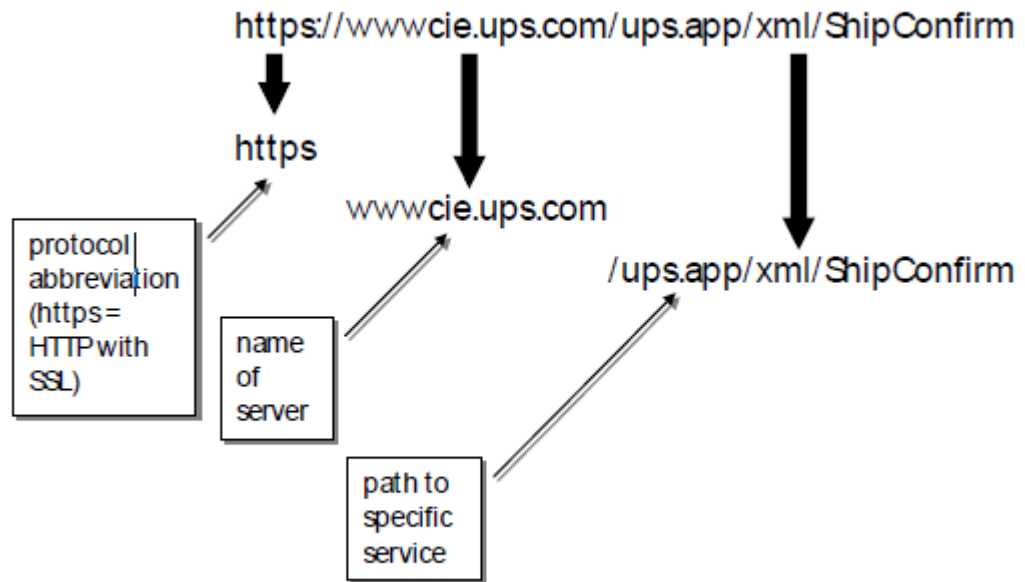 https://wwwcie.ups.com/ups.app/xml/ShipConfirm
https
wwwcie.ups.com
/ups.app/xml/ShipConfirm
protocol
abbreviation
(https =
HTTP with
SSL)
name
of
server
path to
specific
service